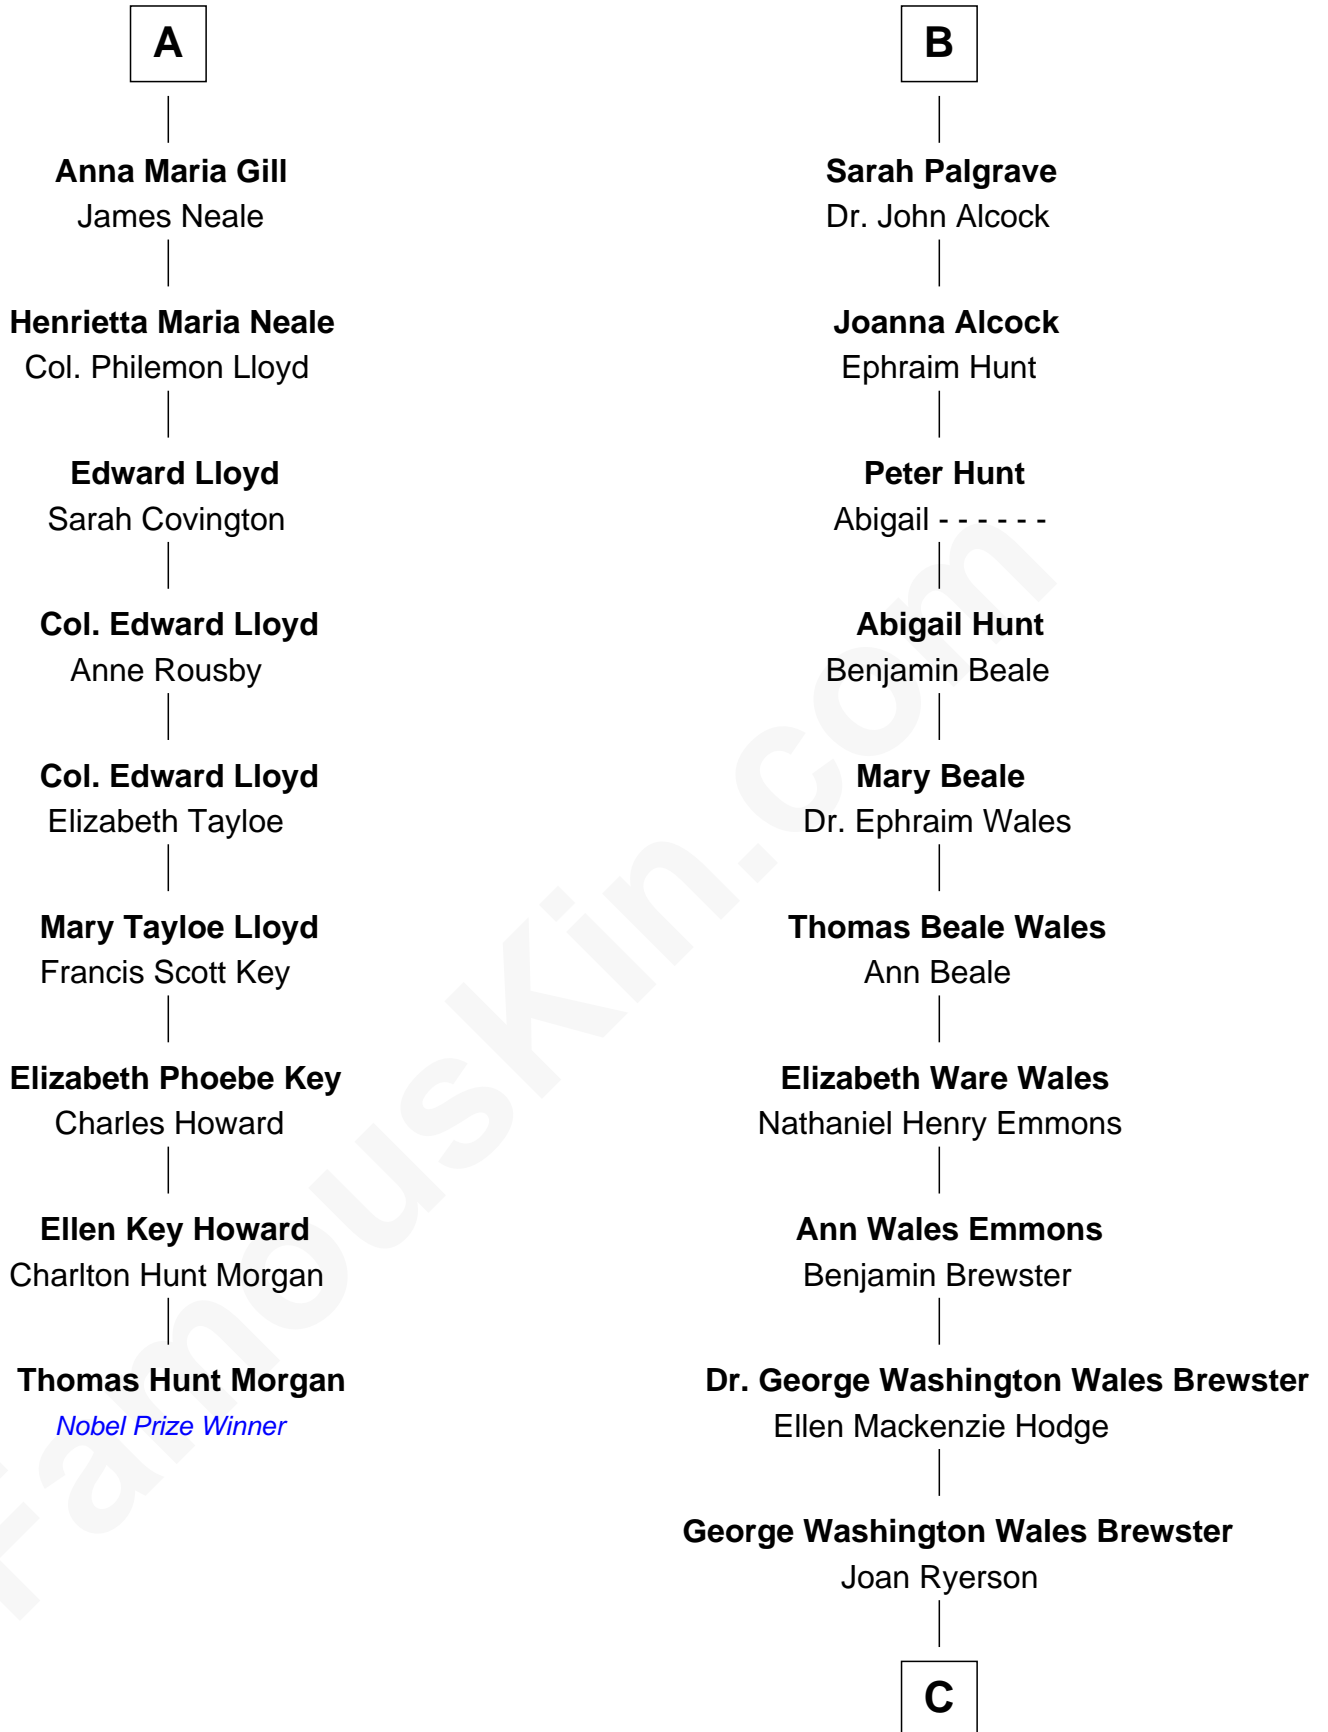 A
Anna Maria Gill
James Neale
Henrietta Maria Neale
Col. Philemon Lloyd
Edward Lloyd
Sarah Covington
Col. Edward Lloyd
Anne Rousby
Col. Edward Lloyd
Elizabeth Tayloe
Mary Tayloe Lloyd
Francis Scott Key
Elizabeth Phoebe Key
Charles Howard
Ellen Key Howard
Charlton Hunt Morgan
Thomas Hunt Morgan
Nobel Prize Winner
B
Sarah Palgrave
Dr. John Alcock
Joanna Alcock
Ephraim Hunt
Peter Hunt
Abigail - - - - - -
Abigail Hunt
Benjamin Beale
Mary Beale
Dr. Ephraim Wales
Thomas Beale Wales
Ann Beale
Elizabeth Ware Wales
Nathaniel Henry Emmons
Ann Wales Emmons
Benjamin Brewster
Dr. George Washington Wales Brewster
Ellen Mackenzie Hodge
George Washington Wales Brewster
Joan Ryerson
C
FamousKin.com